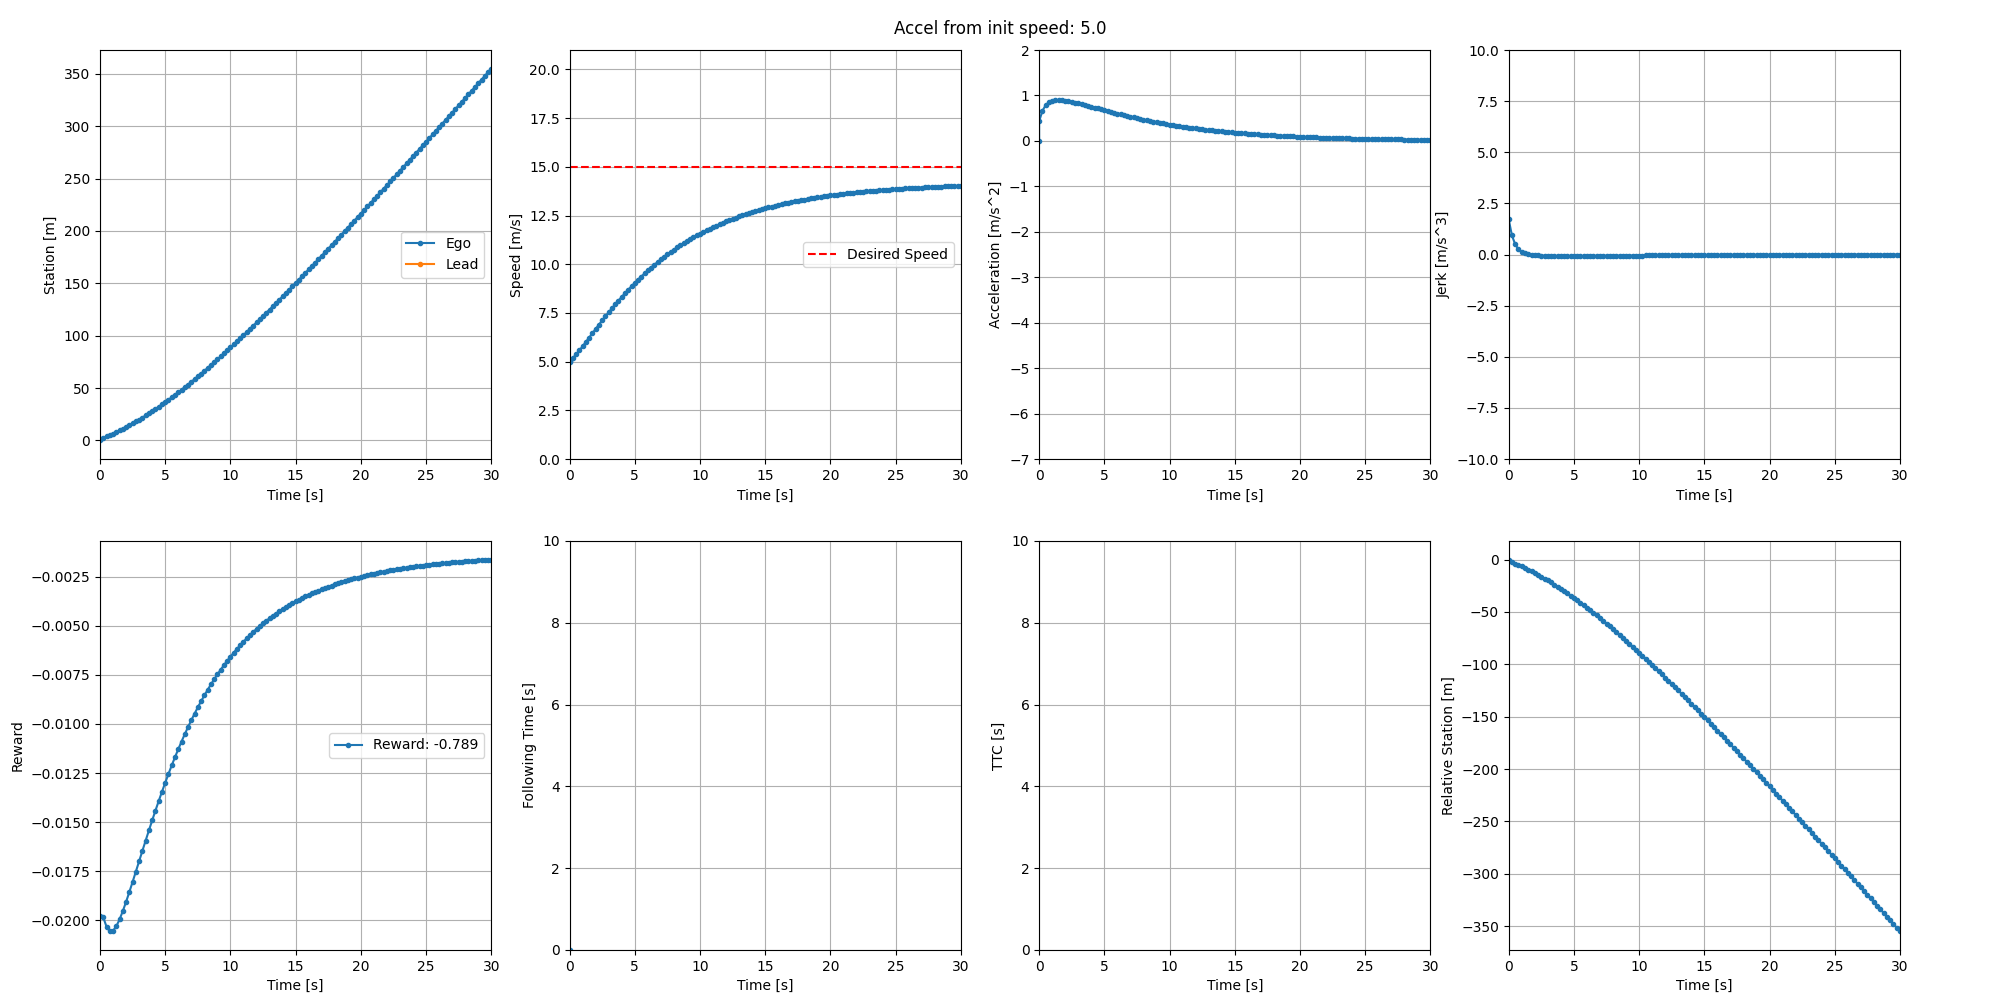 Accel from init speed: 5.0
350
300
250
200
150
100
50
0
Station [m]
Ego
Lead
0 5 10 15 20 25 30
Time [s]
20.0
17.5
15.0
12.5
10.0
7.5
5.0
2.5
0.0
Speed [m/s]
Desired Speed
0 5 10 15 20 25 30
Time [s]
2
1
0
−1
−2
−3
−4
−5
−6
−7
Acceleration [m/s^2]
0 5 10 15 20 25 30
Time [s]
10.0
7.5
5.0
2.5
0.0
−2.5
−5.0
−7.5
−10.0
Jerk [m/s^3]
0 5 10 15 20 25 30
Time [s]
−0.0025
−0.0050
−0.0075
−0.0100
−0.0125
−0.0150
−0.0175
−0.0200
Reward
Reward: -0.789
0 5 10 15 20 25 30
Time [s]
10
8
6
4
2
0
Following Time [s]
0 5 10 15 20 25 30
Time [s]
10
8
6
4
2
0
TTC [s]
0 5 10 15 20 25 30
Time [s]
0
−50
−100
−150
−200
−250
−300
−350
Relative Station [m]
0 5 10 15 20 25 30
Time [s]